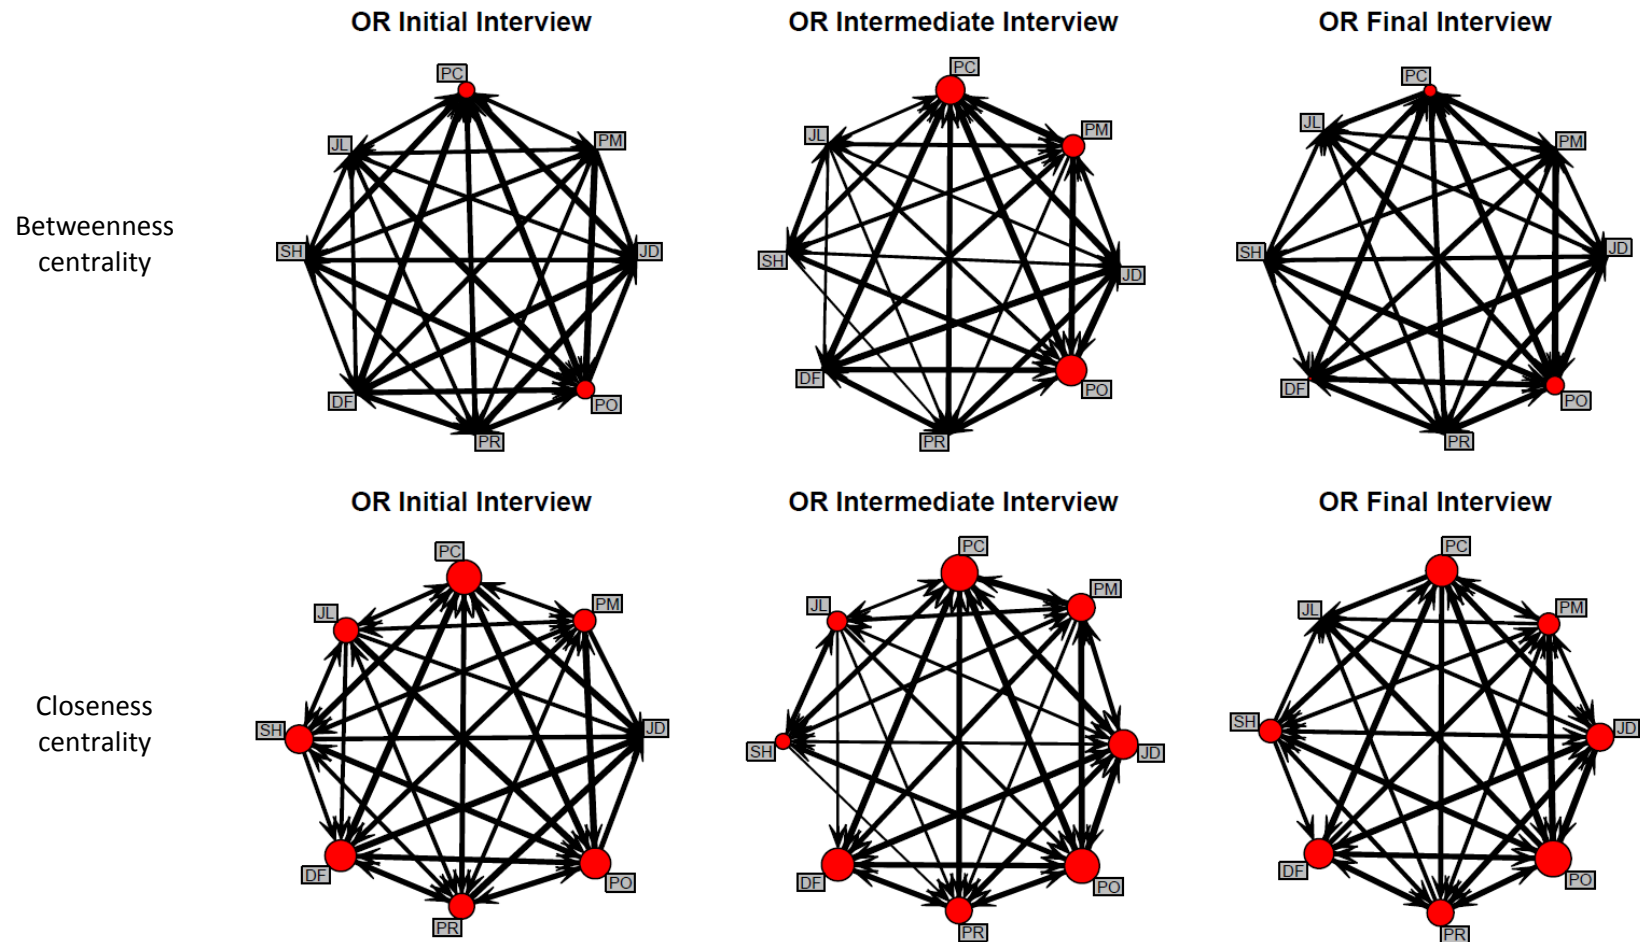 OR Initial Interview
OR Intermediate Interview
OR Final Interview
Betweenness
centrality
PC
PM
JL
SH
JD
DF
PO
PR
PC
PM
JL
SH
JD
DF
PO
PR
PC
JL
PM
SH
JD
DF
PO
PR
OR Initial Interview
OR Intermediate Interview
OR Final Interview
Closeness
centrality
PC
PM
JL
SH
JD
DF
PO
PR
PC
PM
JL
SH
JD
DF
PO
PR
PC
PM
JL
SH
JD
DF
PO
PR